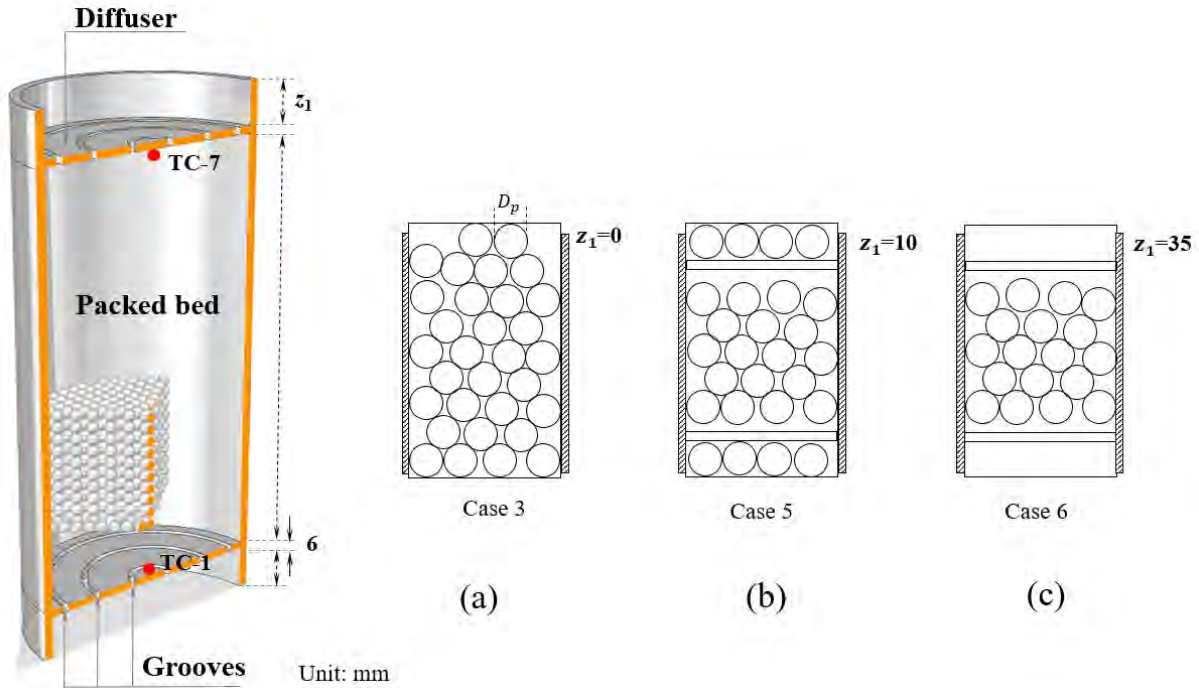 Diffuser
z₁
TC-7
Packed bed
6
TC-1
Grooves
Unit: mm
Dₚ
z₁=0
Case 3
(a)
z₁=10
Case 5
(b)
z₁=35
Case 6
(c)